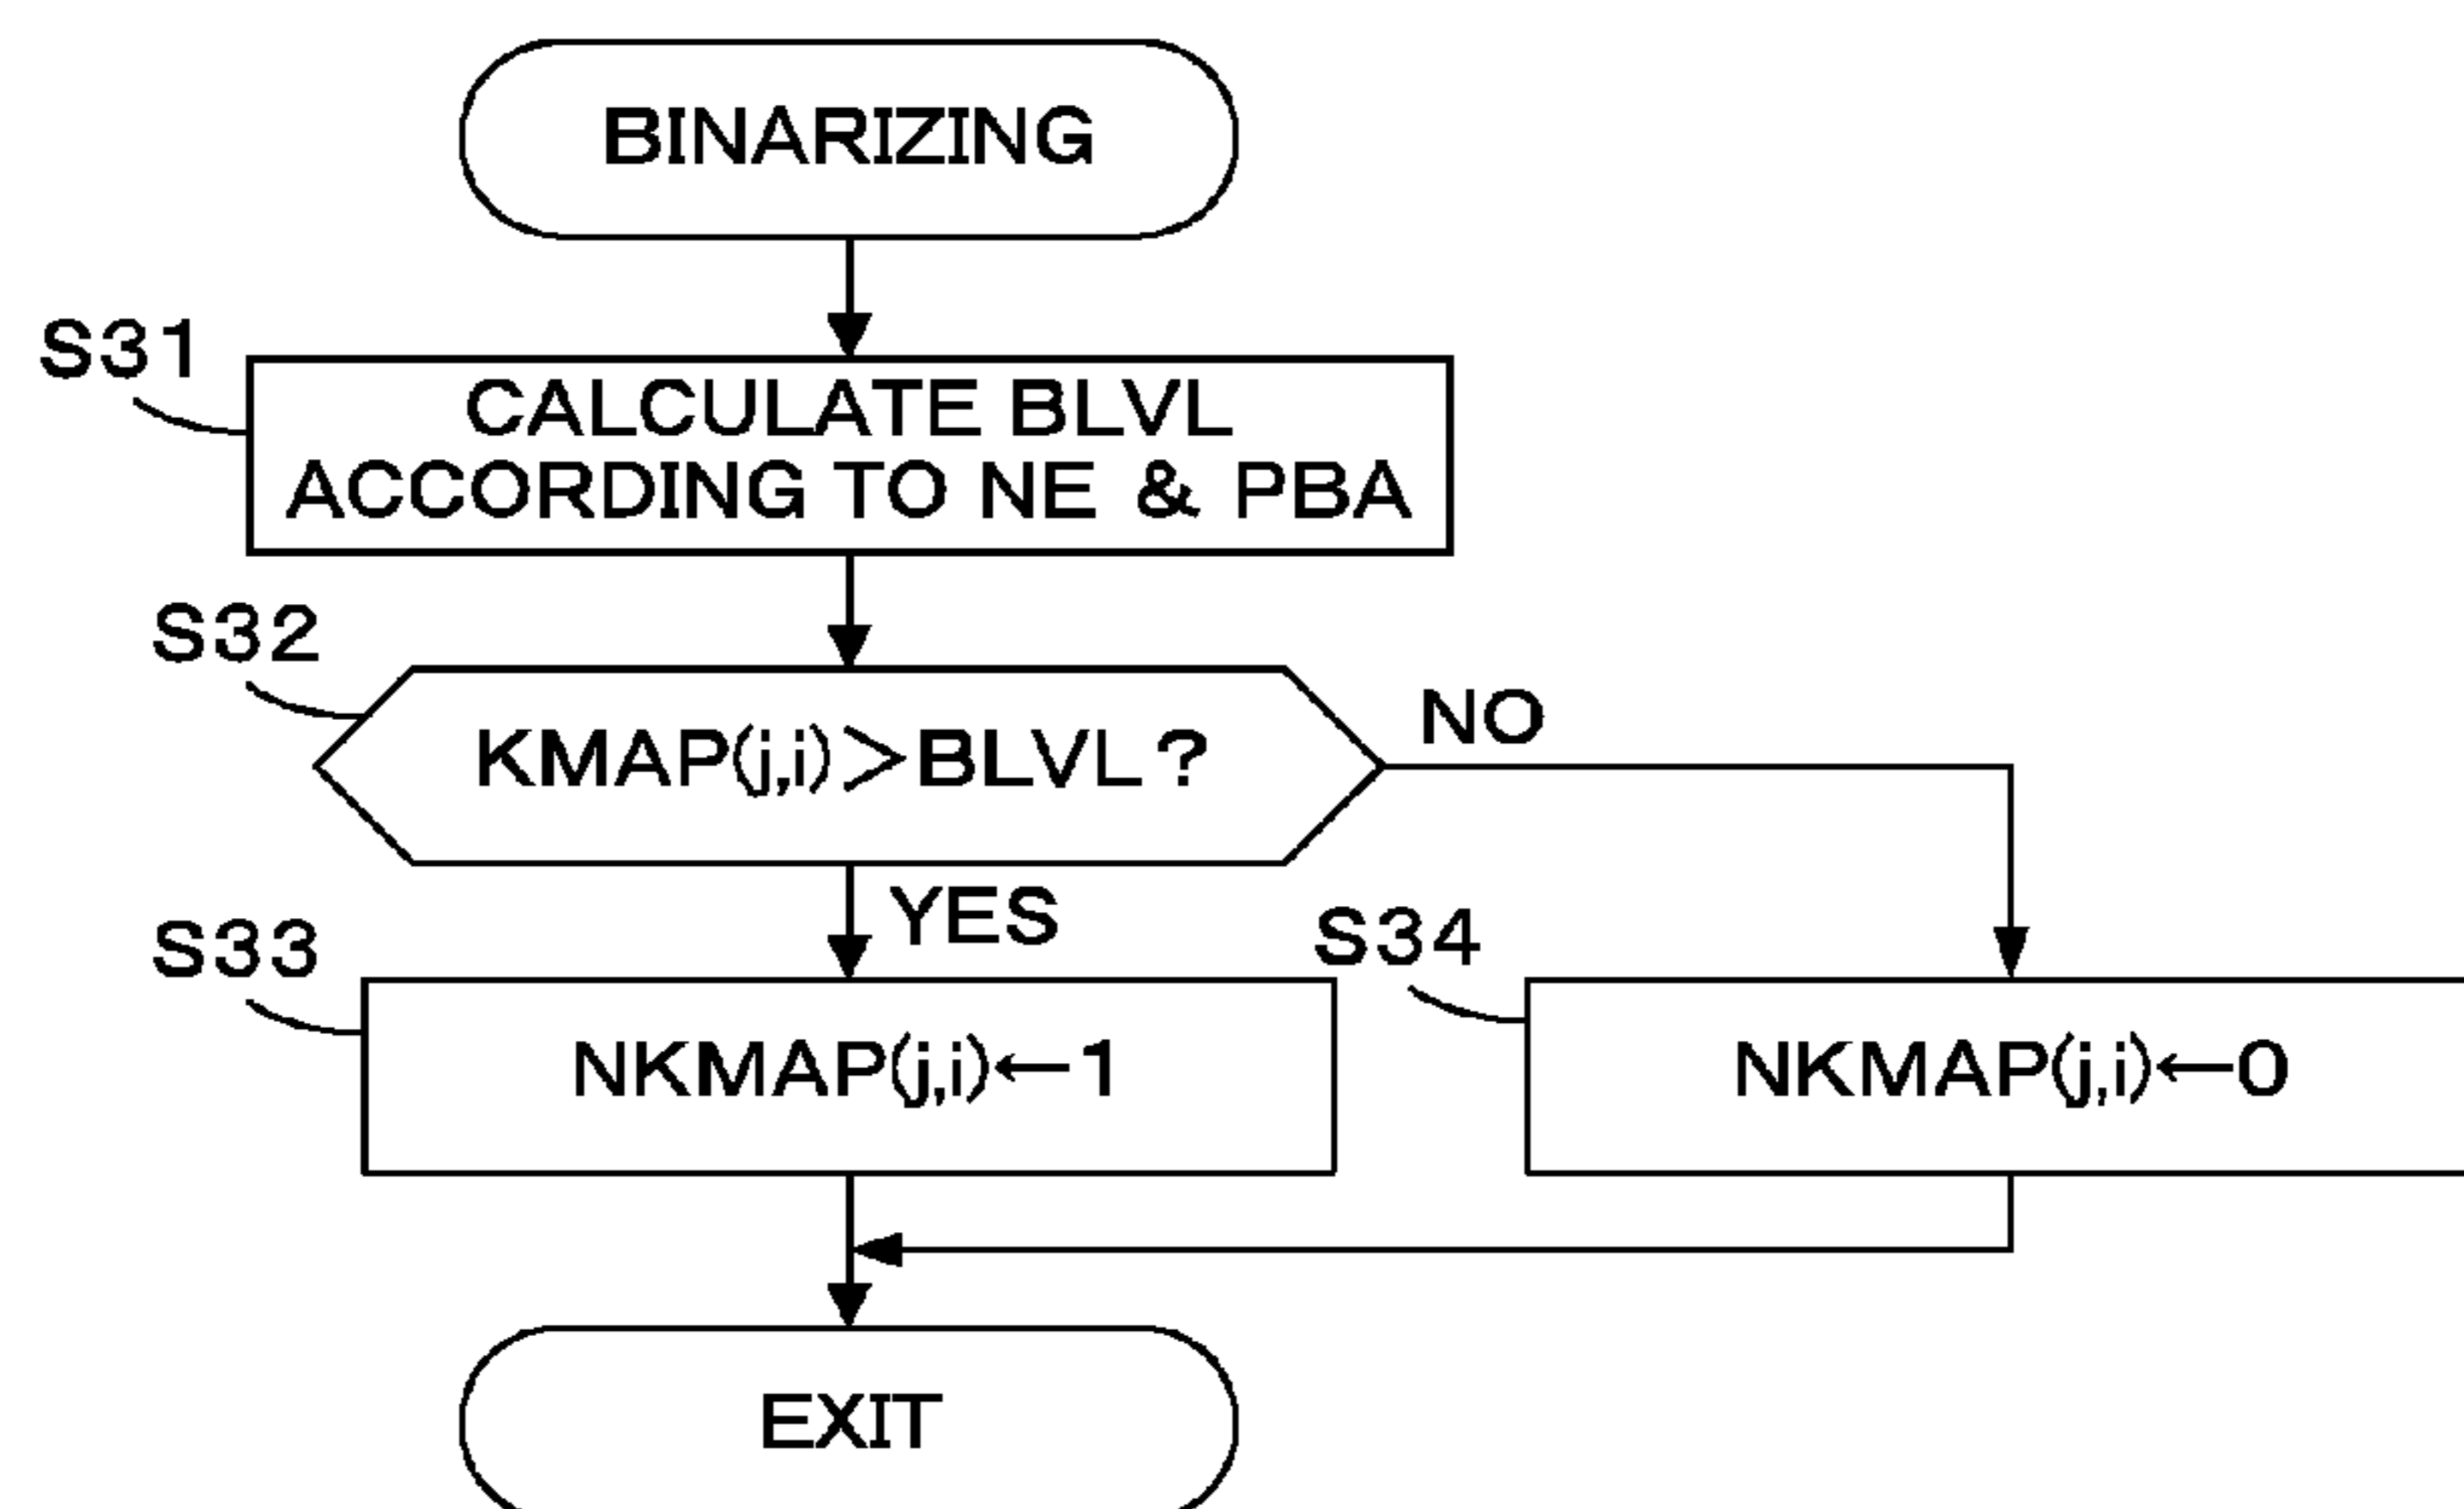 BINARIZING
S31
CALCULATE BLVL
ACCORDING TO NE & PBA
S32
KMAP(j,i)>BLVL?
NO
YES
S33
NKMAP(j,i)←1
S34
NKMAP(j,i)←0
EXIT